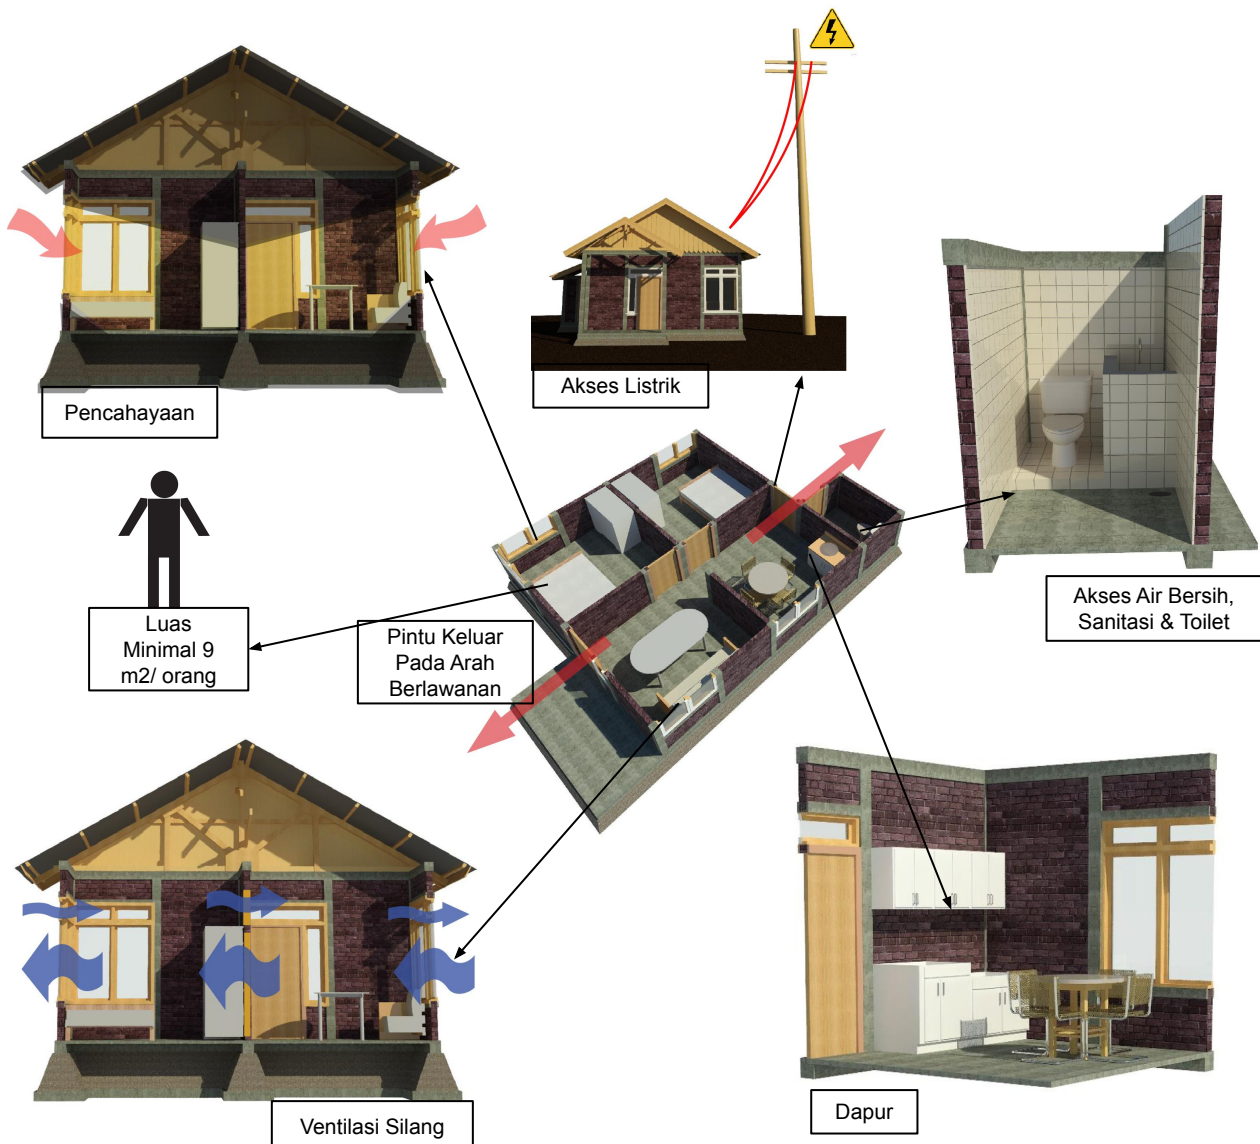 Pencahayaan
Akses Listrik
Akses Air Bersih,
Sanitasi & Toilet
Luas
Minimal 9
m2/ orang
Pintu Keluar
Pada Arah
Berlawanan
Ventilasi Silang
Dapur